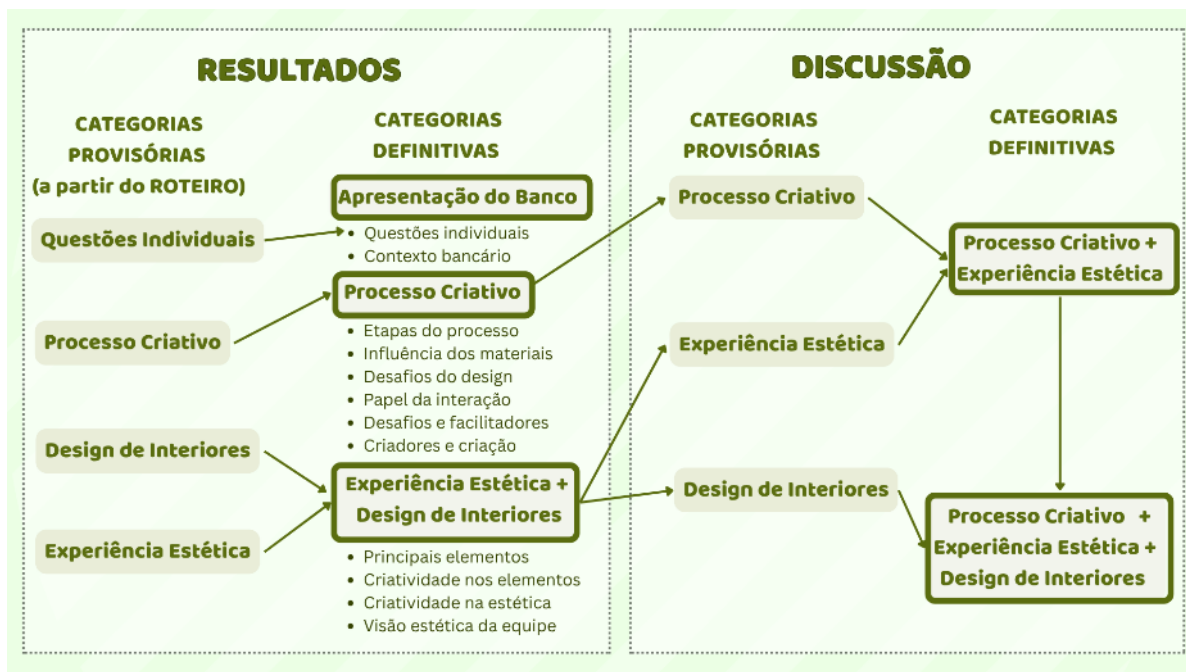 RESULTADOS
CATEGORIAS
PROVISÓRIAS
(a partir do ROTEIRO)
Questões Individuais
Processo Criativo
Design de Interiores
Experiência Estética
CATEGORIAS
DEFINITIVAS
Apresentação do Banco
• Questões individuais
• Contexto bancário
Processo Criativo
• Etapas do processo
• Influência dos materiais
• Desafios do design
• Papel da interação
• Desafios e facilitadores
• Criadores e criação
Experiência Estética +
Design de Interiores
• Principais elementos
• Criatividade nos elementos
• Criatividade na estética
• Visão estética da equipe
DISCUSSÃO
CATEGORIAS
PROVISÓRIAS
Processo Criativo
Experiência Estética
Design de Interiores
CATEGORIAS
DEFINITIVAS
Processo Criativo +
Experiência Estética
Processo Criativo +
Experiência Estética +
Design de Interiores